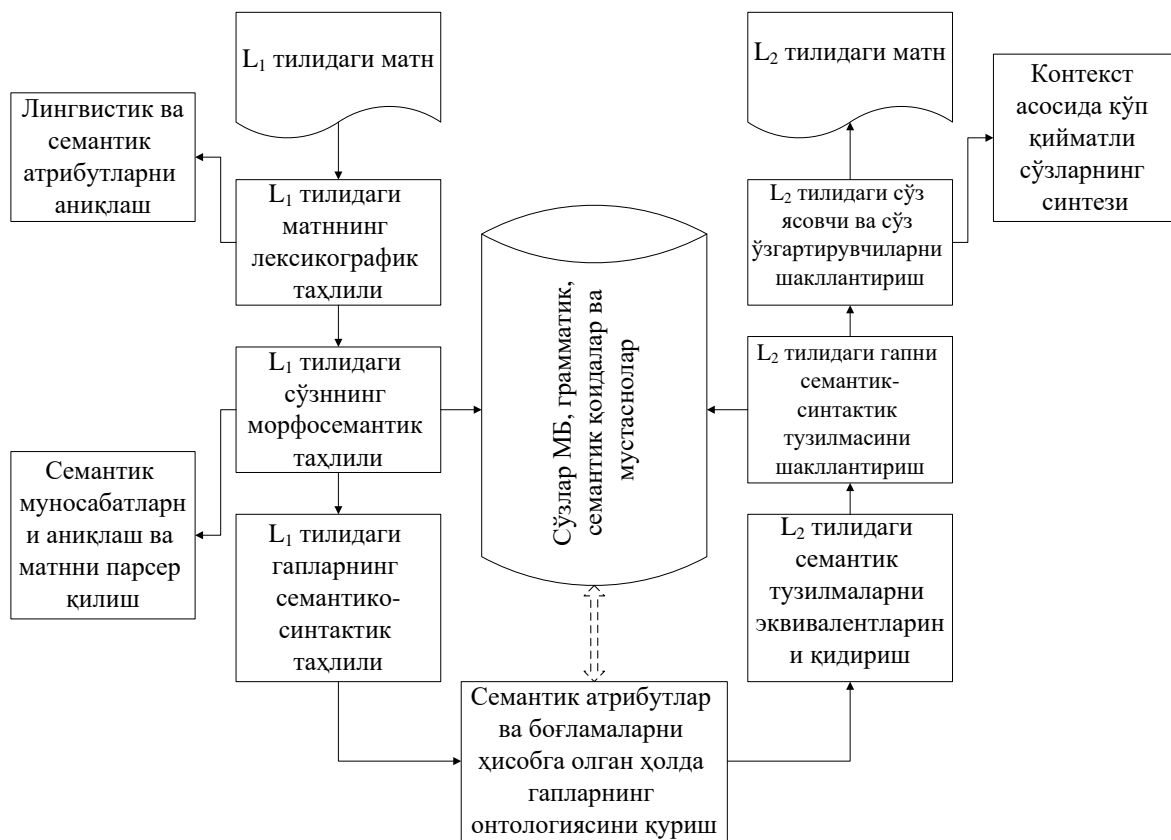 L₁ тилидаги матн
Лингвистик ва
семантик
атрибутларни
аниқлаш
L₁ тилидаги
матннинг
лексикографик
таҳлили
L₁ тилидаги
сўзннинг
морфосемантик
таҳлили
Семантик
муносабатларн
и аниқлаш ва
матнни парсер
қилиш
L₁ тилидаги
гапларнинг
семантико-
синтактик
таҳлили
Сўзлар МБ, грамматик,
семантик қоидалар ва
мустаснолар
Семантик атрибутлар
ва боғламаларни
ҳисобга олган ҳолда
гапларнинг
онтологиясини қуриш
L₂ тилидаги матн
Контекст
асосида кўп
қийматли
сўзларнинг
синтези
L₂ тилидаги сўз
ясовчи ва сўз
ўзгартирувчиларни
шакллантириш
L₂ тилидаги гапни
семантик-
синтактик
тузилмасини
шакллантириш
L₂ тилидаги
семантик
тузилмаларни
эквивалентларин
и қидириш